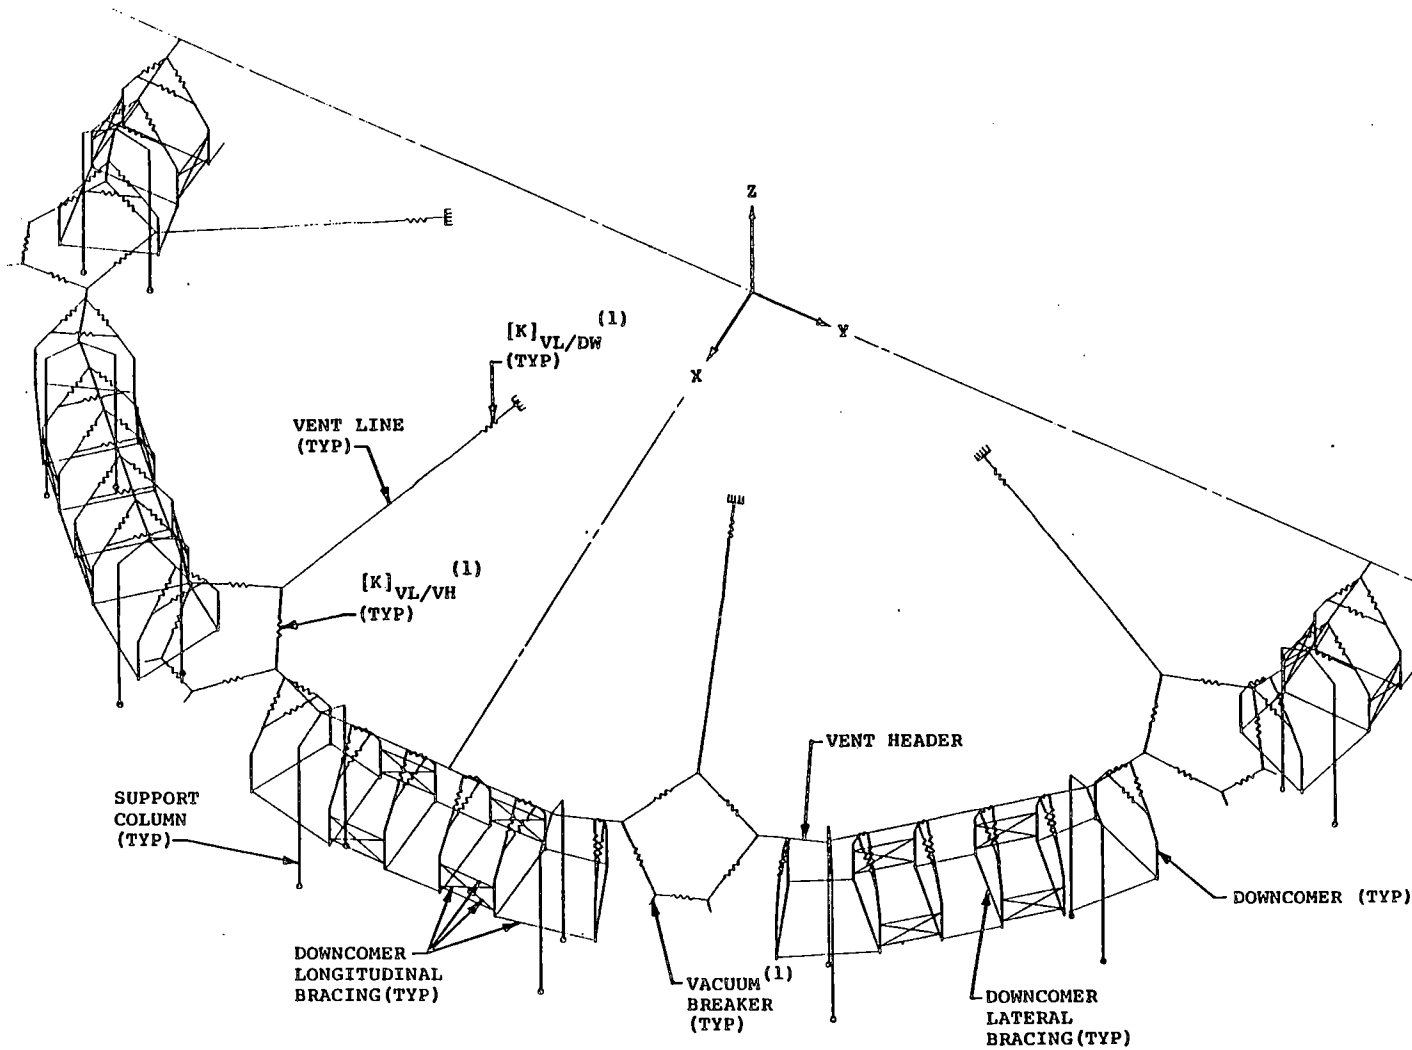 Z
Y
X
[K] VL/DW (1)
(TYP)
VENT LINE
(TYP)
[K] VL/VH (1)
(TYP)
VENT HEADER
SUPPORT
COLUMN
(TYP)
DOWNCOMER (TYP)
DOWNCOMER
LONGITUDINAL
BRACING(TYP)
VACUUM (1)
BREAKER
(TYP)
DOWNCOMER
LATERAL
BRACING(TYP)